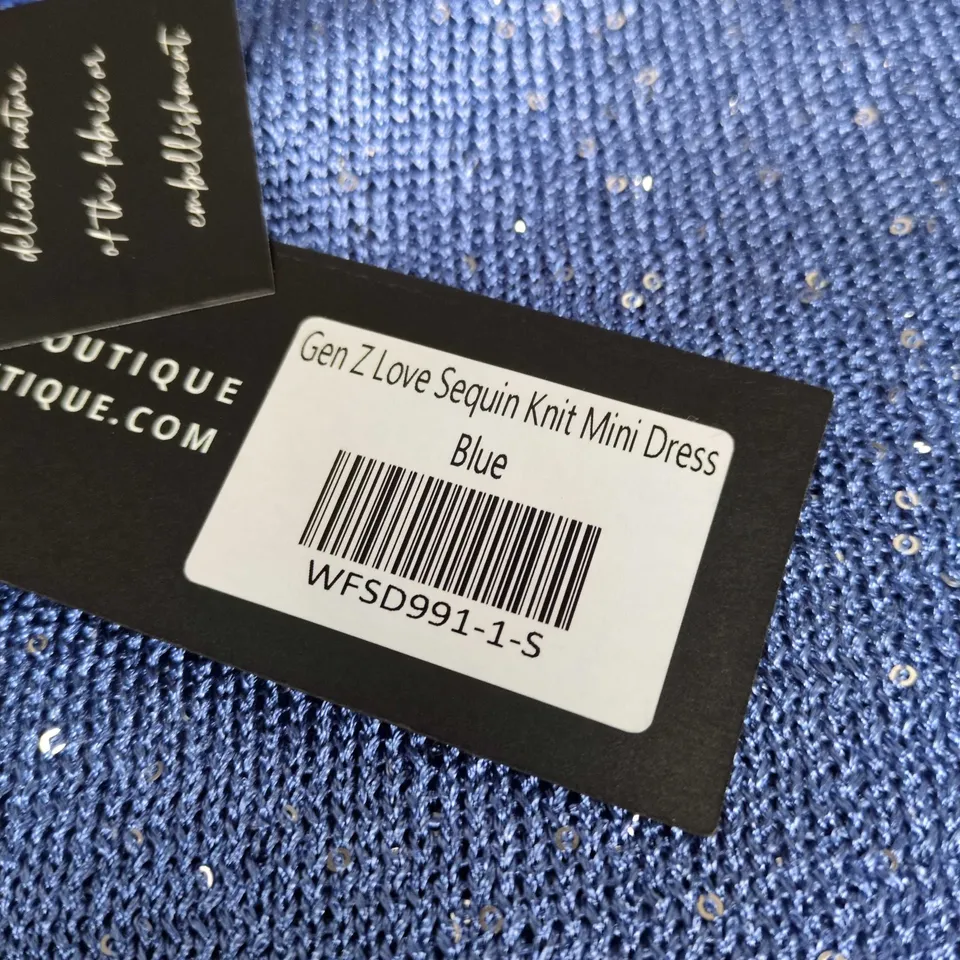 delicate nature
of the fabric or
embellishment
OUTIQUE
TIQUE.COM
Gen Z Love Sequin Knit Mini Dress
Blue
WFSD991-1-S